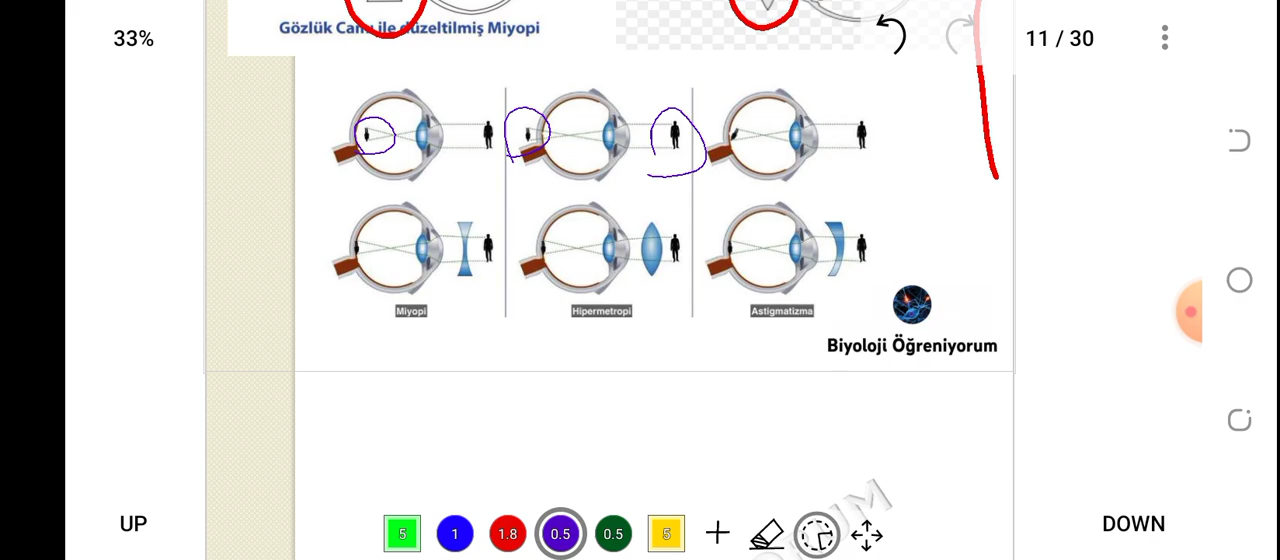 33%
Gözlük Camı ile düzeltilmiş Miyopi
11 / 30
Miyopi
Hipermetropi
Astigmatizma
Biyoloji Öğreniyorum
UP
5
1
1.8
0.5
0.5
5
DOWN